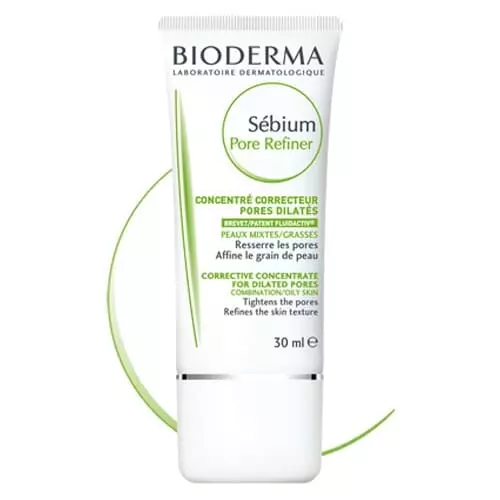 BIODERMA
LABORATOIRE DERMATOLOGIQUE
Sébium
Pore Refiner
CONCENTRÉ CORRECTEUR
PORES DILATÉS
BREVET/PATENT FLUIDACTIV®
PEAUX MIXTES/GRASSES
Resserre les pores
Affine le grain de peau
CORRECTIVE CONCENTRATE
FOR DILATED PORES
COMBINATION/OILY SKIN
Tightens the pores
Refines the skin texture
30 ml ℮